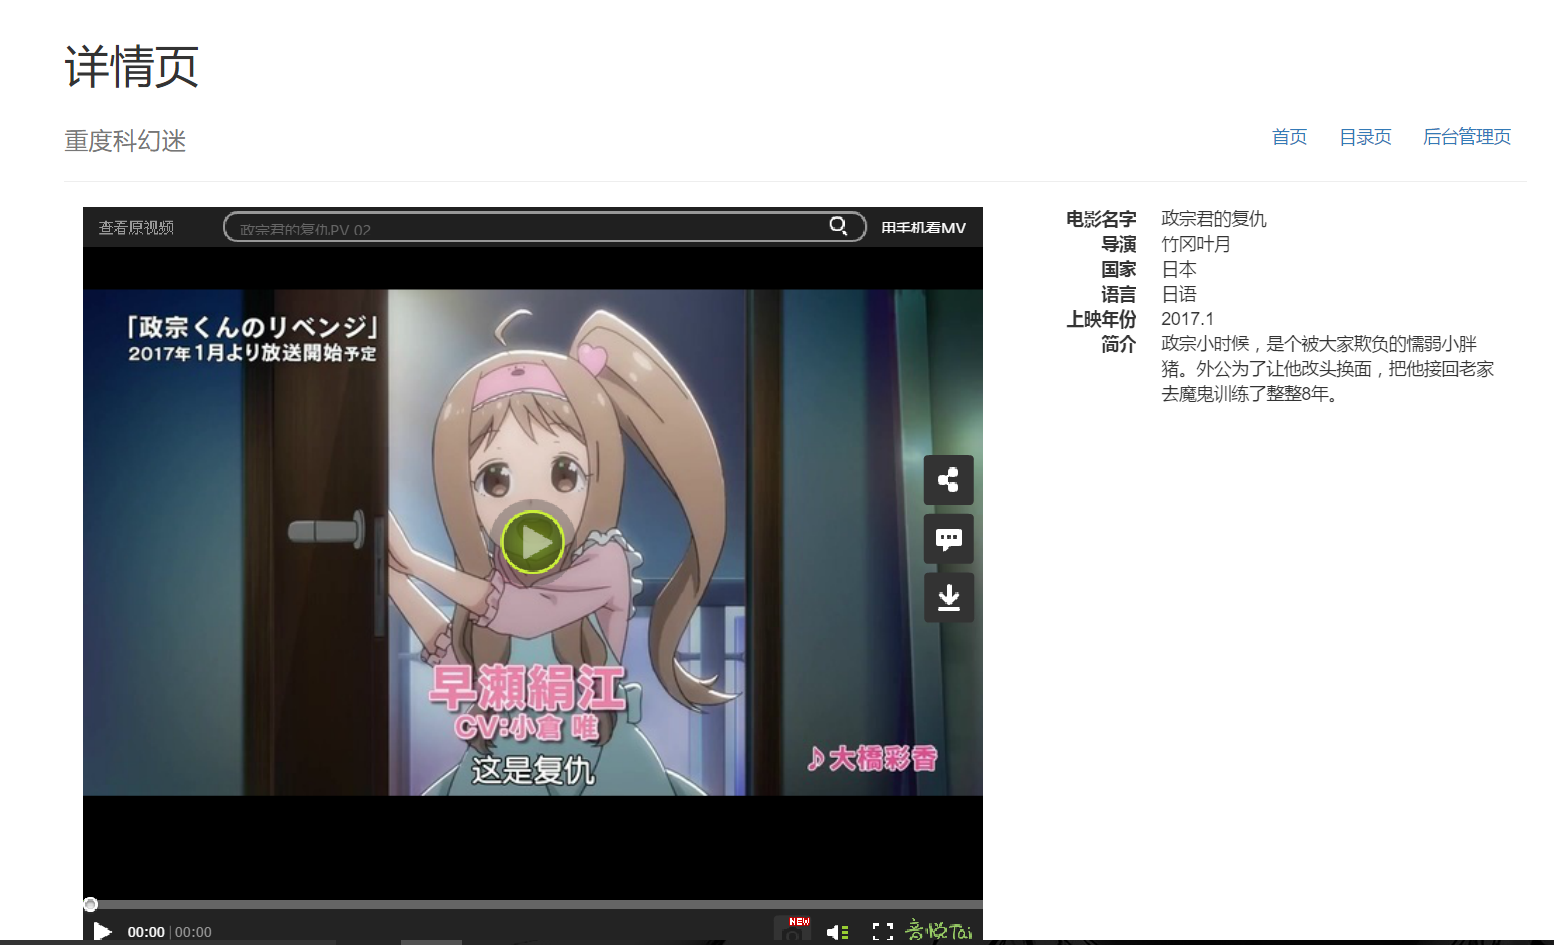 详情页
重度科幻迷
首页 目录页 后台管理页
查看原视频
政宗君的复仇PV 02
用手机看MV
「政宗くんのリベンジ」
2017年1月より放送開始予定
早瀬絹江
CV:小倉 唯
♪大橋彩香
这是复仇
NEW
00:00 | 00:00
音悦Tai
电影名字 政宗君的复仇
导演 竹冈叶月
国家 日本
语言 日语
上映年份 2017.1
简介 政宗小时候，是个被大家欺负的懦弱小胖
猪。外公为了让他改头换面，把他接回老家
去魔鬼训练了整整8年。